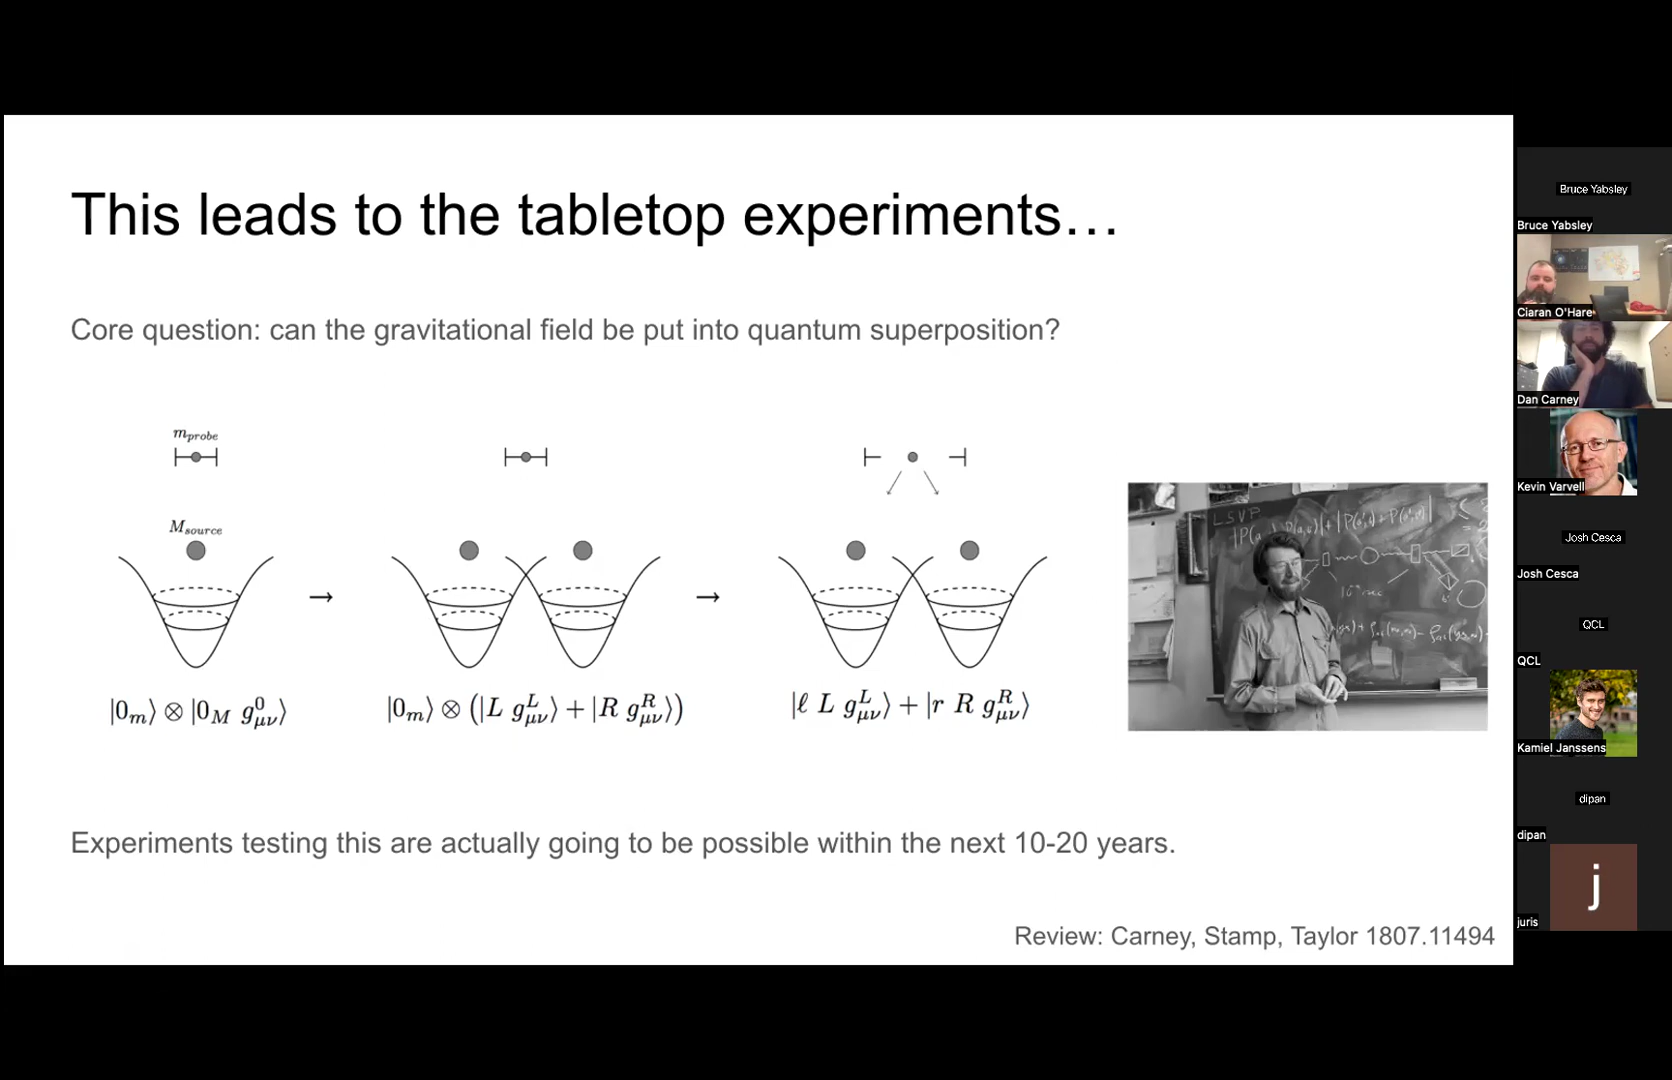 This leads to the tabletop experiments…
Core question: can the gravitational field be put into quantum superposition?
m_probe
M_source
→
→
|0_m⟩ ⊗ |0_M g^0_μν⟩
|0_m⟩ ⊗ (|L g^L_μν⟩ + |R g^R_μν⟩)
|ℓ L g^L_μν⟩ + |r R g^R_μν⟩
LSVP
Experiments testing this are actually going to be possible within the next 10-20 years.
Review: Carney, Stamp, Taylor 1807.11494
Bruce Yabsley
Bruce Yabsley
Ciaran O'Hare
Dan Carney
Kevin Varvell
Josh Cesca
Josh Cesca
QCL
QCL
Kamiel Janssens
dipan
dipan
j
juris